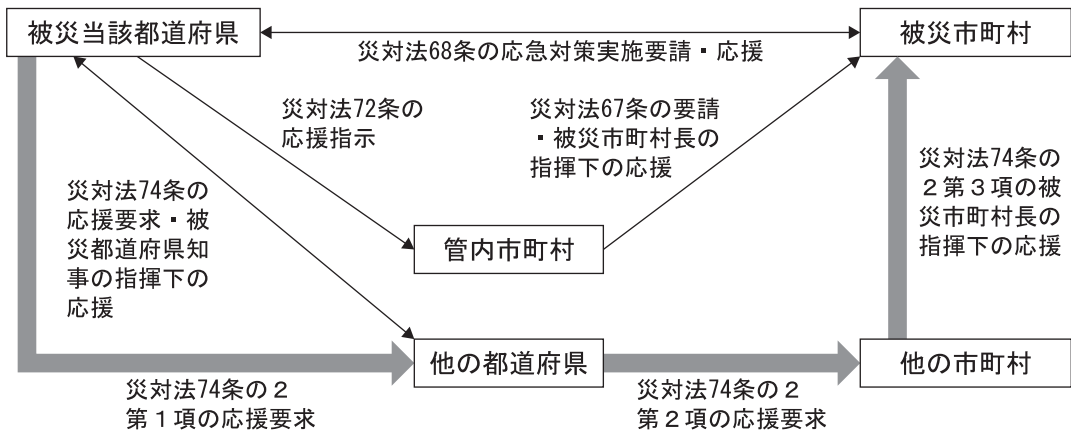 被災当該都道府県
被災市町村
災対法68条の応急対策実施要請・応援
災対法72条の
応援指示
災対法67条の要請
・被災市町村長の
指揮下の応援
災対法74条の
応援要求・被
災都道府県知
事の指揮下の
応援
災対法74条の
２第３項の被
災市町村長の
指揮下の応援
管内市町村
他の都道府県
他の市町村
災対法74条の２
第１項の応援要求
災対法74条の２
第２項の応援要求